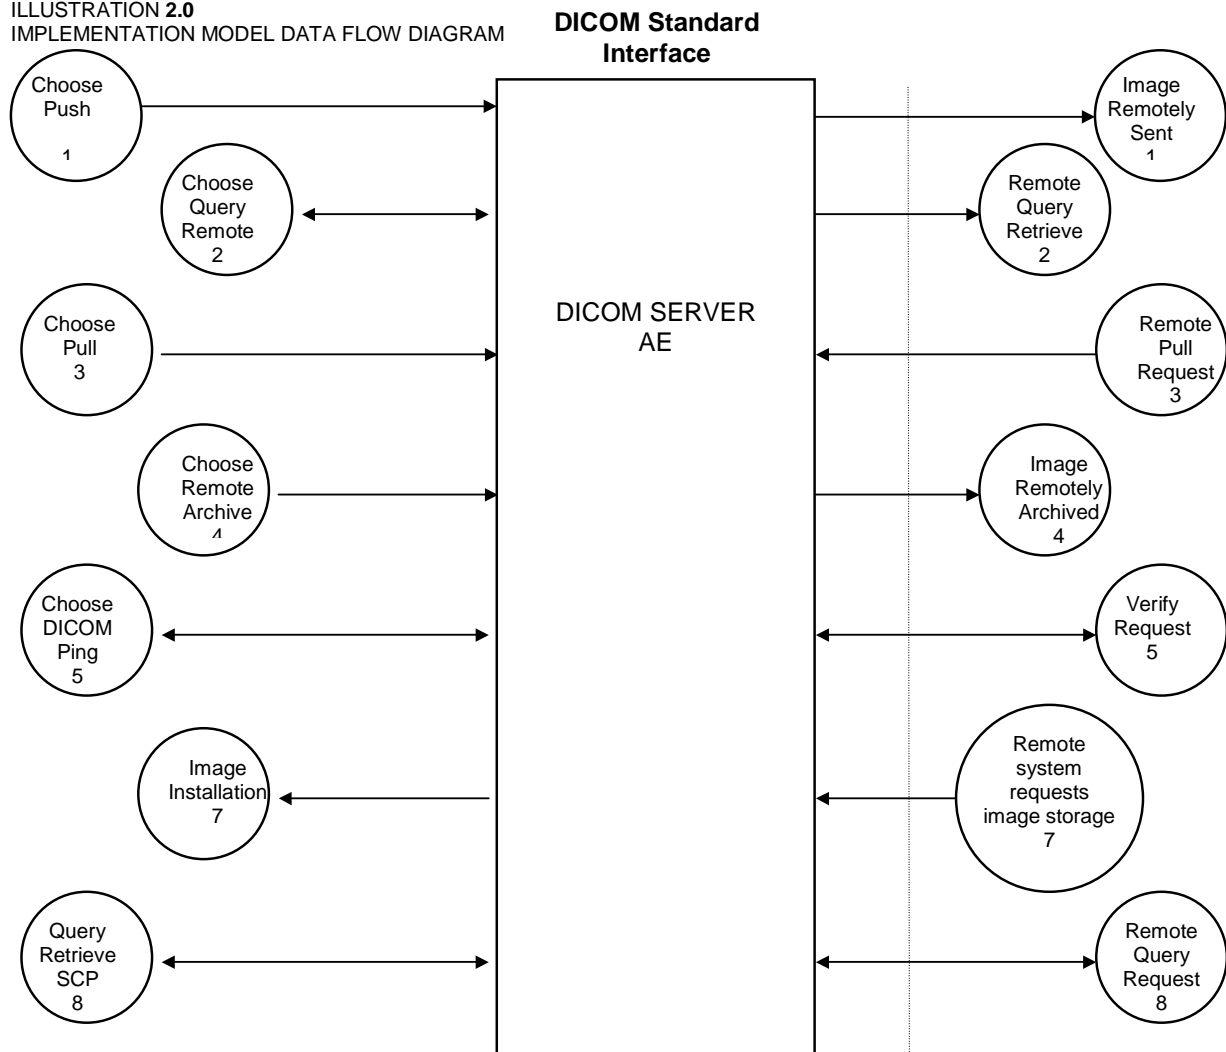 ILLUSTRATION 2.0
IMPLEMENTATION MODEL DATA FLOW DIAGRAM
DICOM Standard
Interface
Choose
Push
1
Image
Remotely
Sent
1
Choose
Query
Remote
2
Remote
Query
Retrieve
2
DICOM SERVER
AE
Choose
Pull
3
Remote
Pull
Request
3
Choose
Remote
Archive
4
Image
Remotely
Archived
4
Choose
DICOM
Ping
5
Verify
Request
5
Image
Installation
7
Remote
system
requests
image storage
7
Query
Retrieve
SCP
8
Remote
Query
Request
8